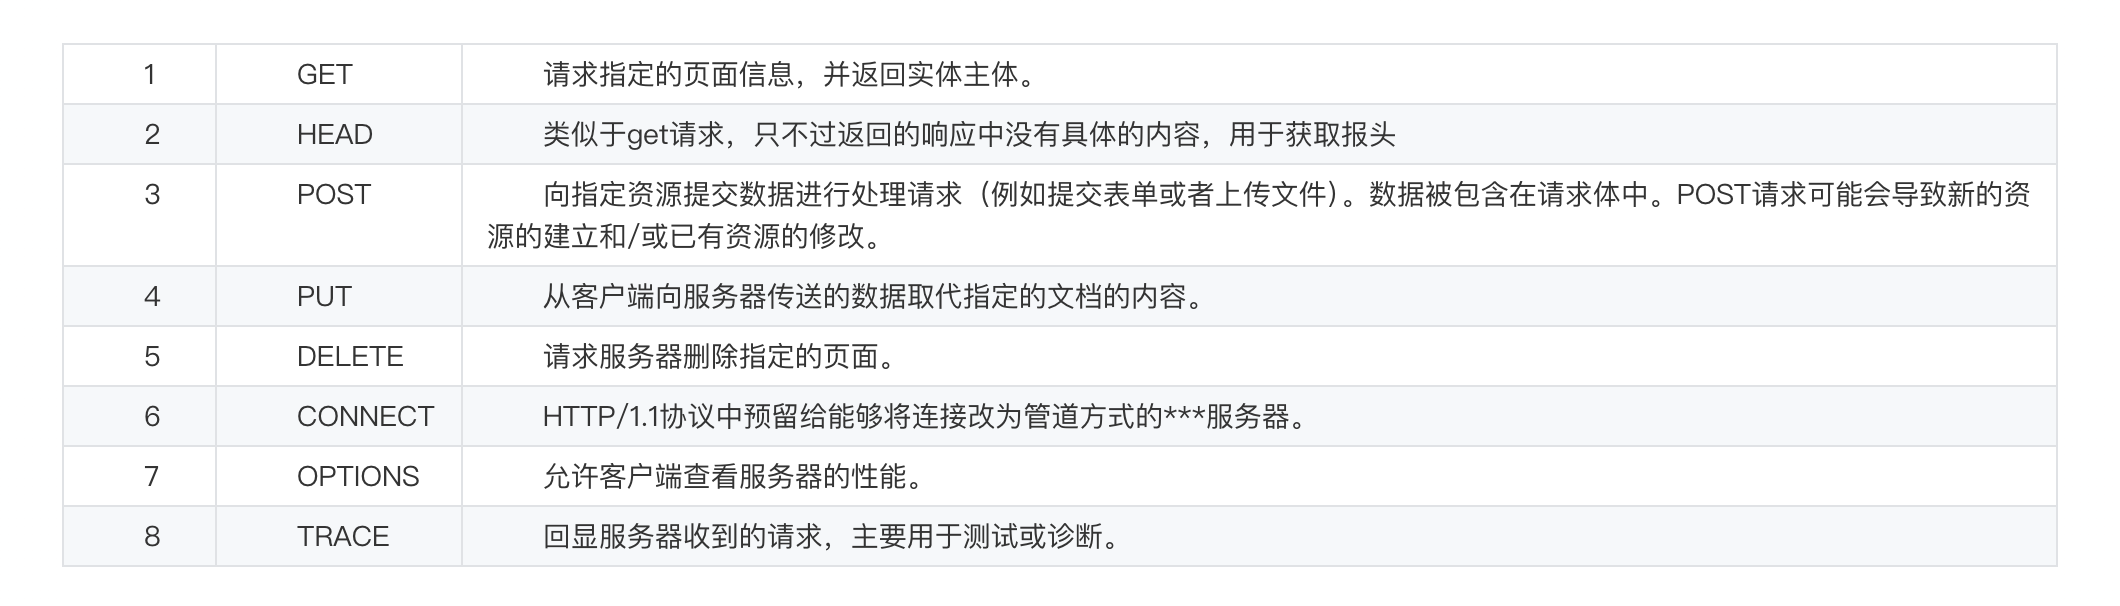 1 GET 请求指定的页面信息，并返回实体主体。
2 HEAD 类似于get请求，只不过返回的响应中没有具体的内容，用于获取报头
3 POST 向指定资源提交数据进行处理请求（例如提交表单或者上传文件）。数据被包含在请求体中。POST请求可能会导致新的资
源的建立和/或已有资源的修改。
4 PUT 从客户端向服务器传送的数据取代指定的文档的内容。
5 DELETE 请求服务器删除指定的页面。
6 CONNECT HTTP/1.1协议中预留给能够将连接改为管道方式的***服务器。
7 OPTIONS 允许客户端查看服务器的性能。
8 TRACE 回显服务器收到的请求，主要用于测试或诊断。